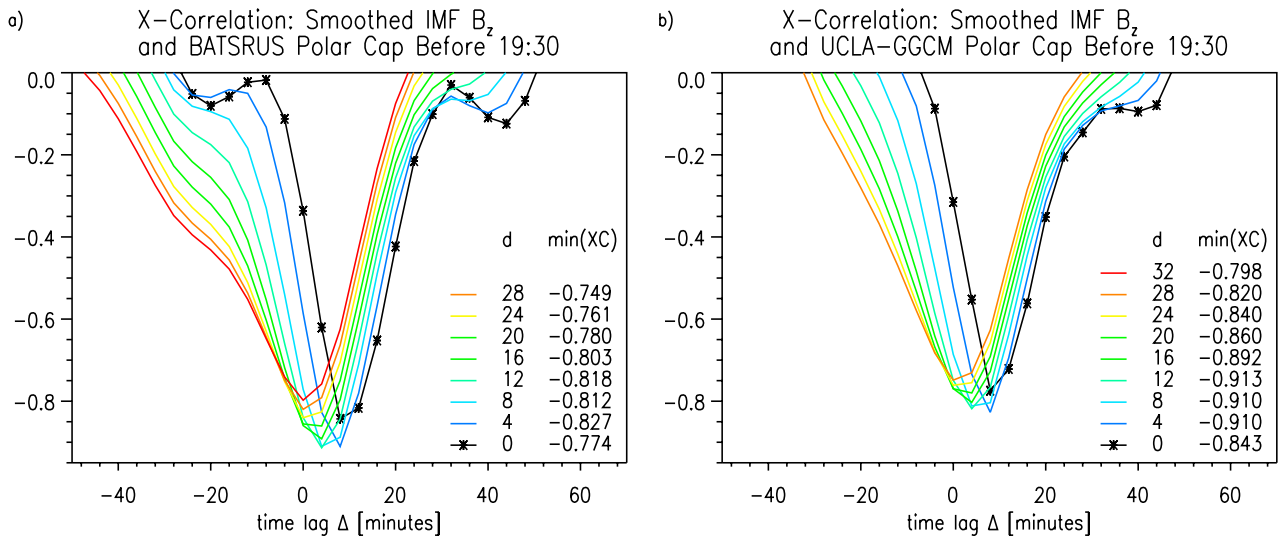 a)
X-Correlation: Smoothed IMF Bz
and BATSRUS Polar Cap Before 19:30
0.0
-0.2
-0.4
-0.6
-0.8
d min(XC)
28 -0.749
24 -0.761
20 -0.780
16 -0.803
12 -0.818
8 -0.812
4 -0.827
0 -0.774
-40 -20 0 20 40 60
time lag Δ [minutes]
b)
X-Correlation: Smoothed IMF Bz
and UCLA-GGCM Polar Cap Before 19:30
0.0
-0.2
-0.4
-0.6
-0.8
d min(XC)
32 -0.798
28 -0.820
24 -0.840
20 -0.860
16 -0.892
12 -0.913
8 -0.910
4 -0.910
0 -0.843
-40 -20 0 20 40 60
time lag Δ [minutes]